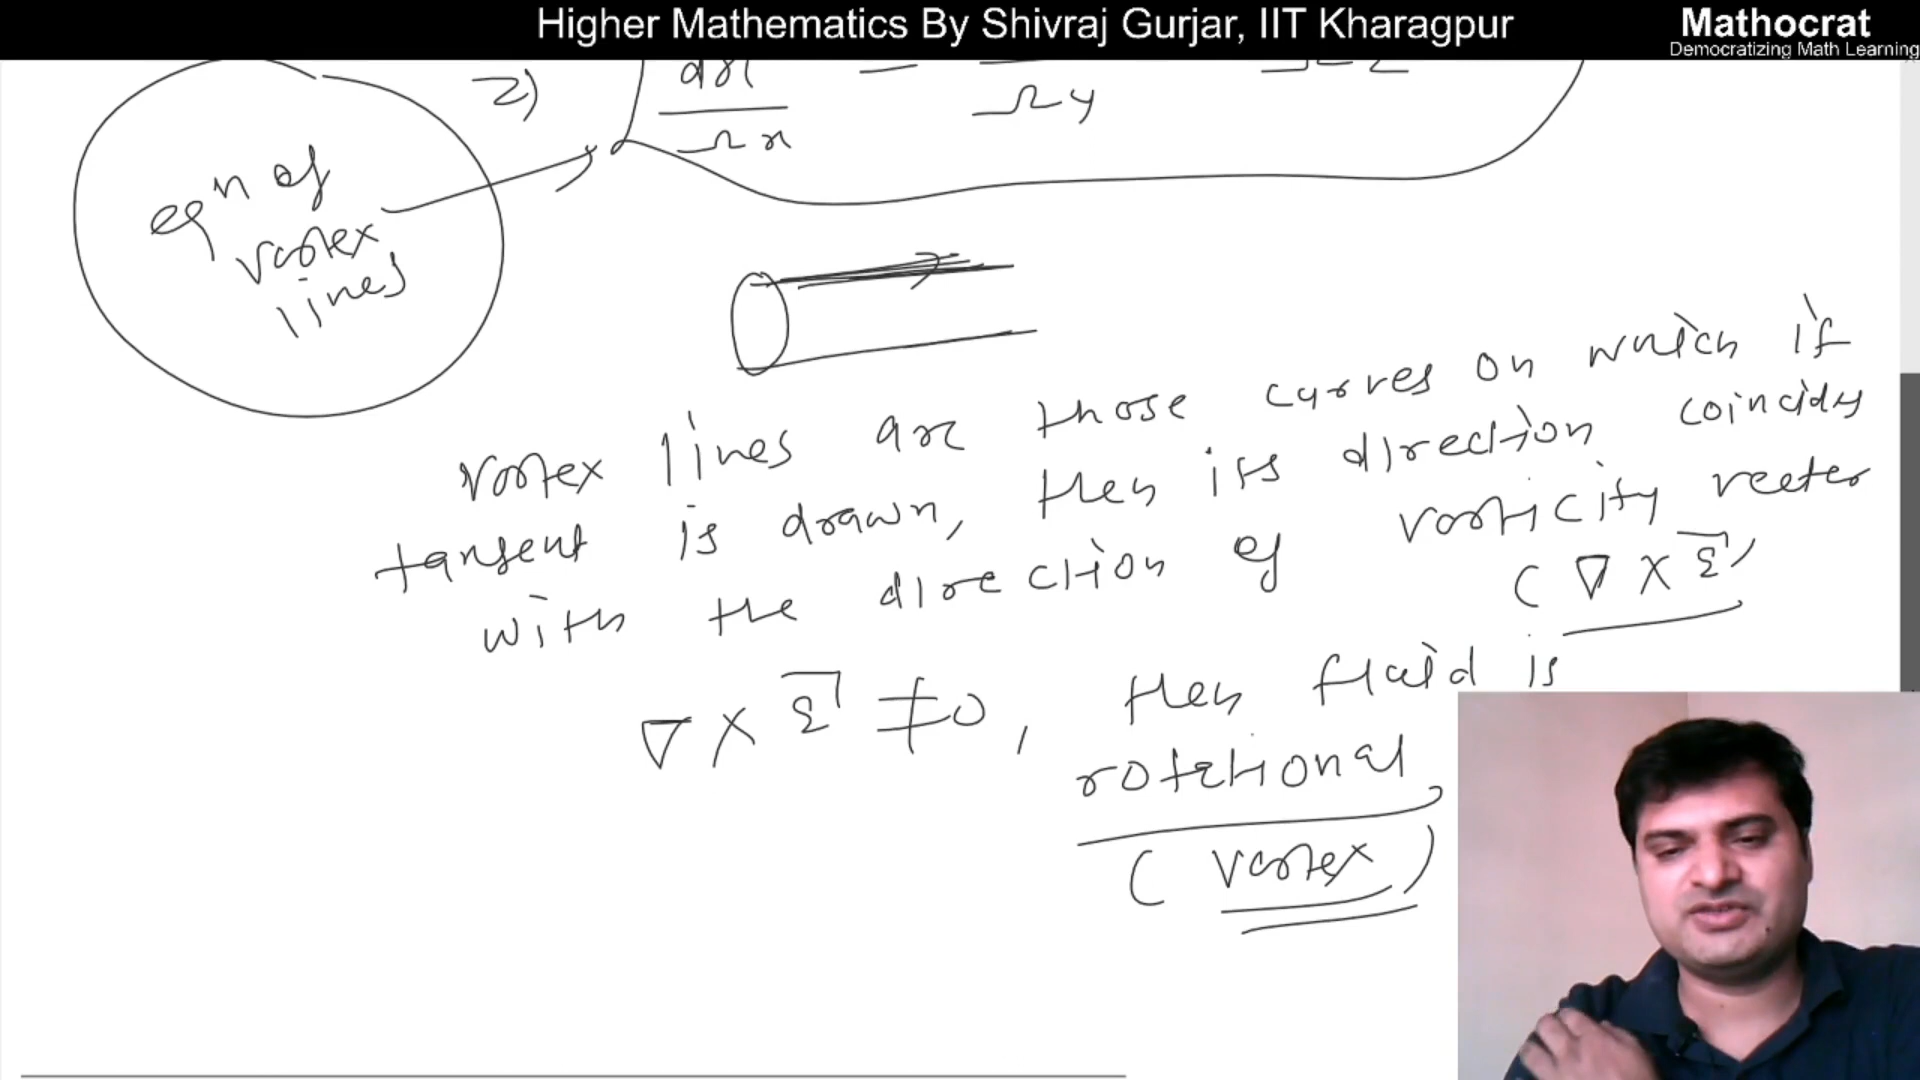 Higher Mathematics By Shivraj Gurjar, IIT Kharagpur
Mathocrat
Democratizing Math Learning
2)
dx —
Ωx Ωy Ωz
eqn of
vortex
lines
vortex lines are those curves on which if
tangent is drawn, then its direction coincides
with the direction of vorticity vector
(∇ × q⃗)
∇ × q⃗ ≠ 0, then fluid is
rotational
(vortex)